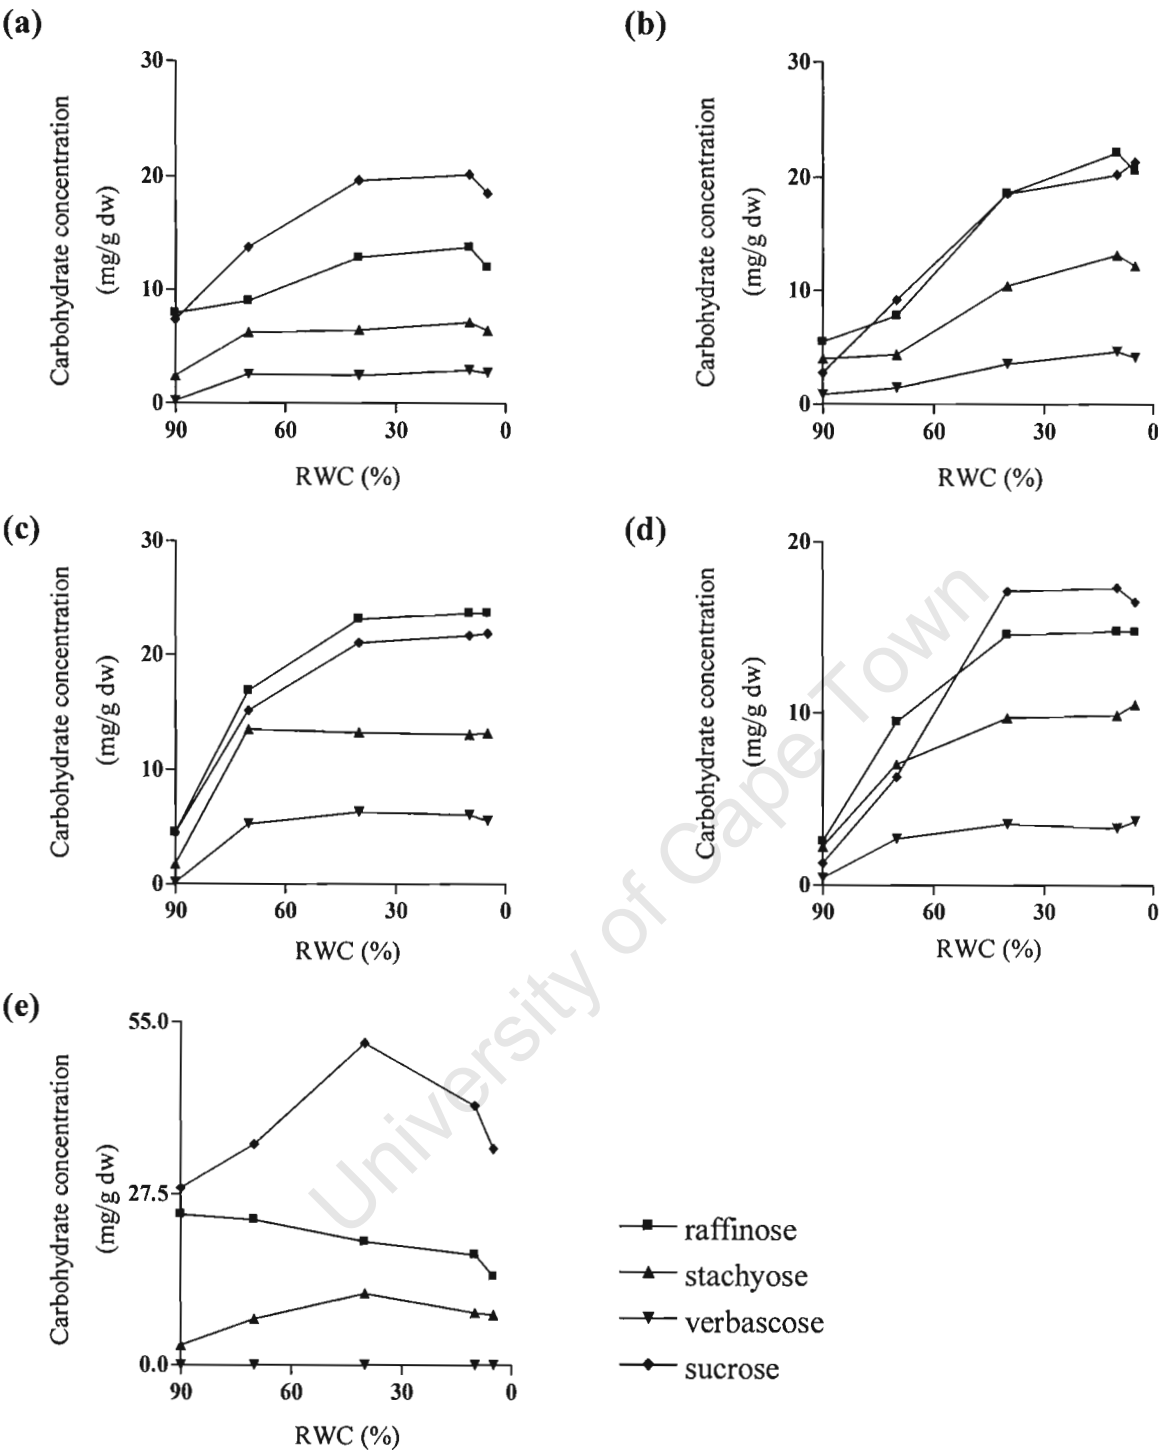 (a)
30
20
10
0
90 60 30 0
Carbohydrate concentration
(mg/g dw)
RWC (%)
(b)
30
20
10
0
90 60 30 0
Carbohydrate concentration
(mg/g dw)
RWC (%)
(c)
30
20
10
0
90 60 30 0
Carbohydrate concentration
(mg/g dw)
RWC (%)
(d)
20
10
0
90 60 30 0
Carbohydrate concentration
(mg/g dw)
RWC (%)
(e)
55.0
27.5
0.0
90 60 30 0
Carbohydrate concentration
(mg/g dw)
RWC (%)
raffinose
stachyose
verbascose
sucrose
University of Cape Town